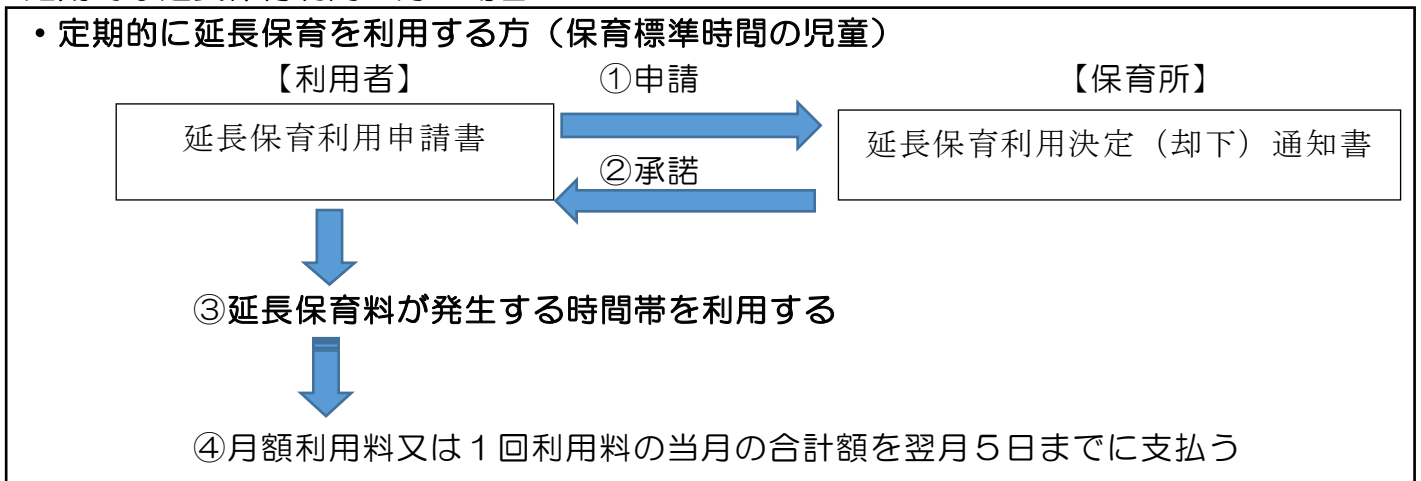 ・定期的に延長保育を利用する方（保育標準時間の児童）
【利用者】 ①申請 【保育所】
延長保育利用申請書
延長保育利用決定（却下）通知書
②承諾
③延長保育料が発生する時間帯を利用する
④月額利用料又は１回利用料の当月の合計額を翌月５日までに支払う